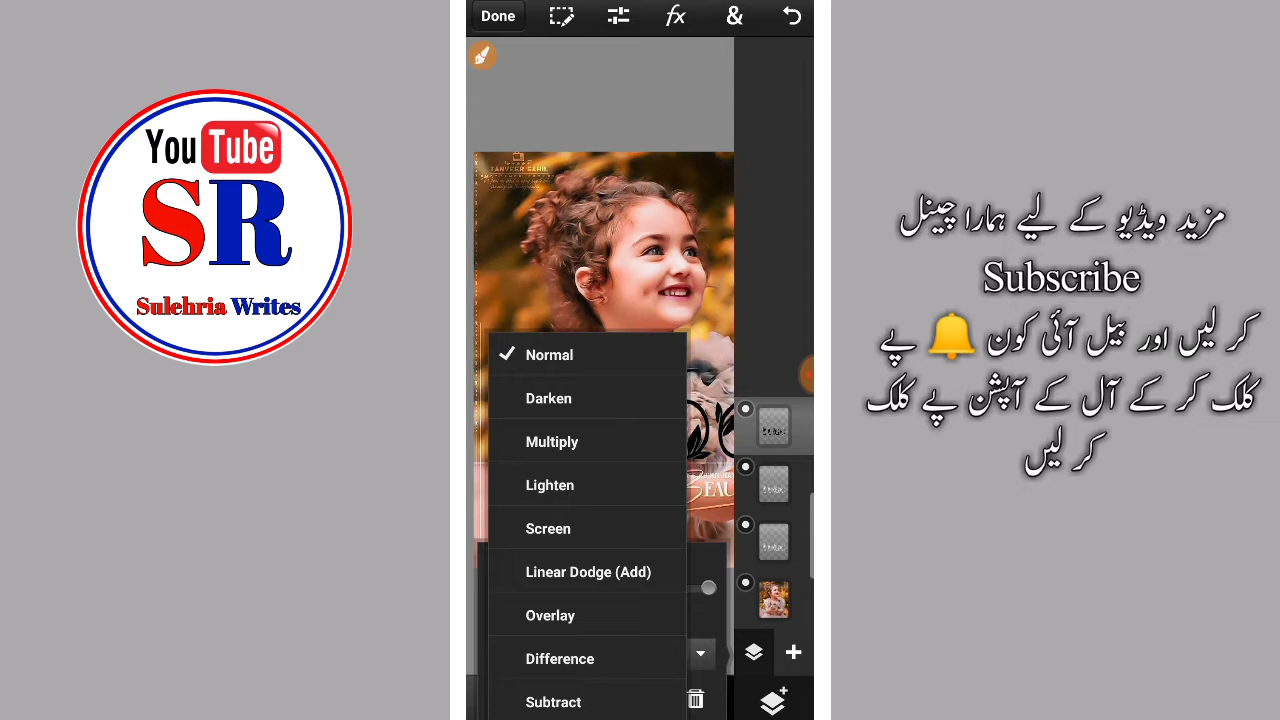 You Tube
SR
Sulehria Writes
Done
fx
&
TANVEER SAHIL
Normal
Darken
Multiply
Lighten
Screen
Linear Dodge (Add)
Overlay
Difference
Subtract
مزید ویڈیو کے لیے ہمارا چینل
Subscribe
کر لیں اور بیل آئی کون 🔔 پے
کلک کر کے آل کے آپشن پے کلک
کر لیں